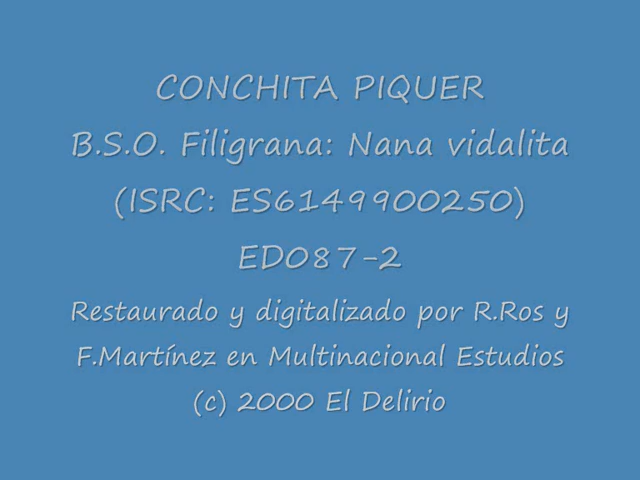 CONCHITA PIQUER
B.S.O. Filigrana: Nana vidalita
(ISRC: ES6149900250)
ED087-2
Restaurado y digitalizado por R.Ros y
F.Martínez en Multinacional Estudios
(c) 2000 El Delirio